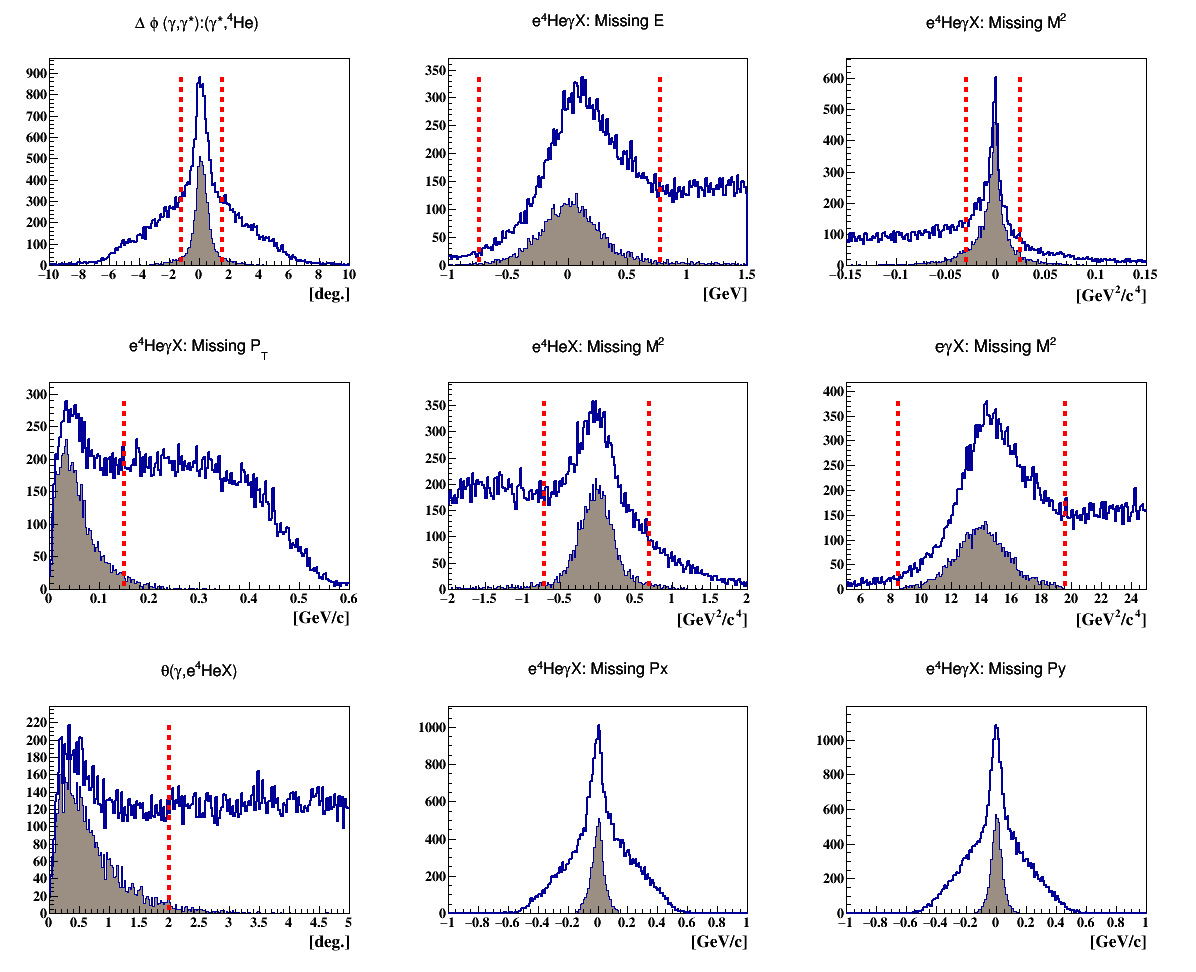 Δ ϕ (γ,γ*):(γ*,⁴He)
900
800
700
600
500
400
300
200
100
0
−10 −8 −6 −4 −2 0 2 4 6 8 10
[deg.]
e⁴HeγX: Missing E
350
300
250
200
150
100
50
0
−1 −0.5 0 0.5 1 1.5
[GeV]
e⁴HeγX: Missing M²
600
500
400
300
200
100
0
−0.15 −0.1 −0.05 0 0.05 0.1 0.15
[GeV²/c⁴]
e⁴HeγX: Missing P_T
300
250
200
150
100
50
0
0 0.1 0.2 0.3 0.4 0.5 0.6
[GeV/c]
e⁴HeX: Missing M²
350
300
250
200
150
100
50
0
−2 −1.5 −1 −0.5 0 0.5 1 1.5 2
[GeV²/c⁴]
eγX: Missing M²
400
350
300
250
200
150
100
50
0
6 8 10 12 14 16 18 20 22 24
[GeV²/c⁴]
θ(γ,e⁴HeX)
220
200
180
160
140
120
100
80
60
40
20
0
0 0.5 1 1.5 2 2.5 3 3.5 4 4.5 5
[deg.]
e⁴HeγX: Missing Px
1000
800
600
400
200
0
−1 −0.8 −0.6 −0.4 −0.2 0 0.2 0.4 0.6 0.8 1
[GeV/c]
e⁴HeγX: Missing Py
1000
800
600
400
200
0
−1 −0.8 −0.6 −0.4 −0.2 0 0.2 0.4 0.6 0.8 1
[GeV/c]